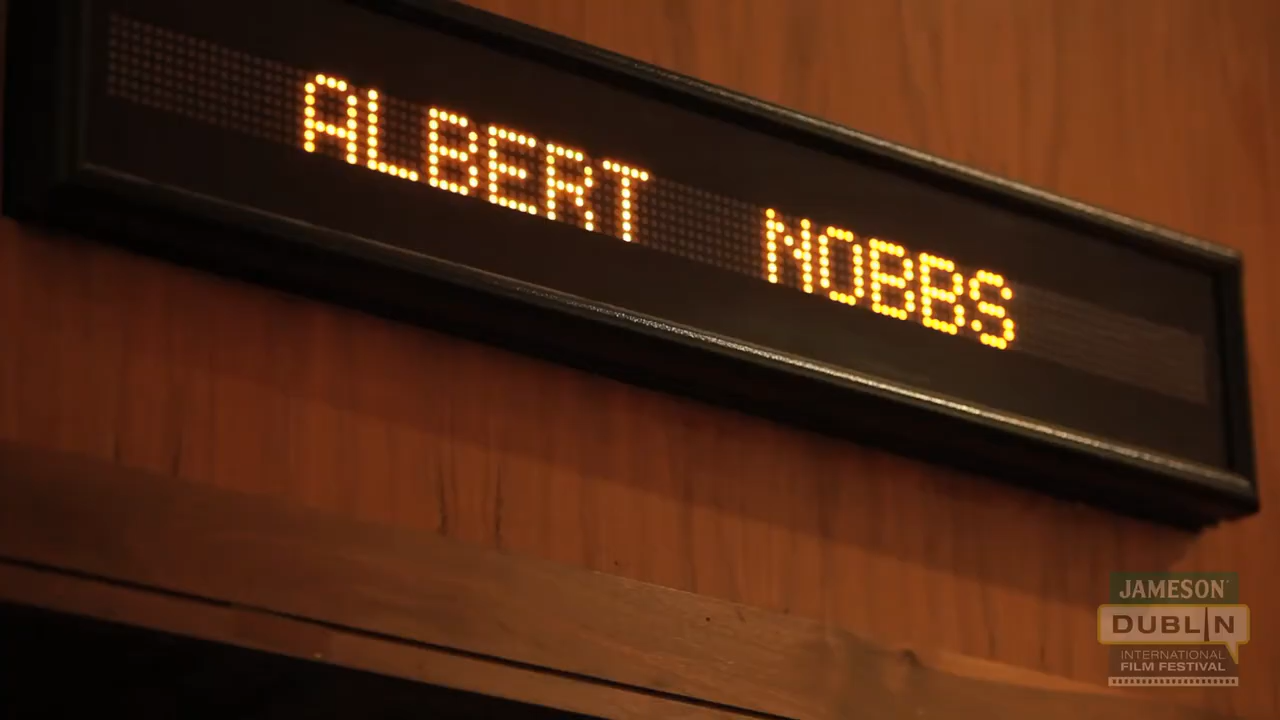 ALBERT NOBBS
JAMESON
DUBLIN
INTERNATIONAL
FILM FESTIVAL